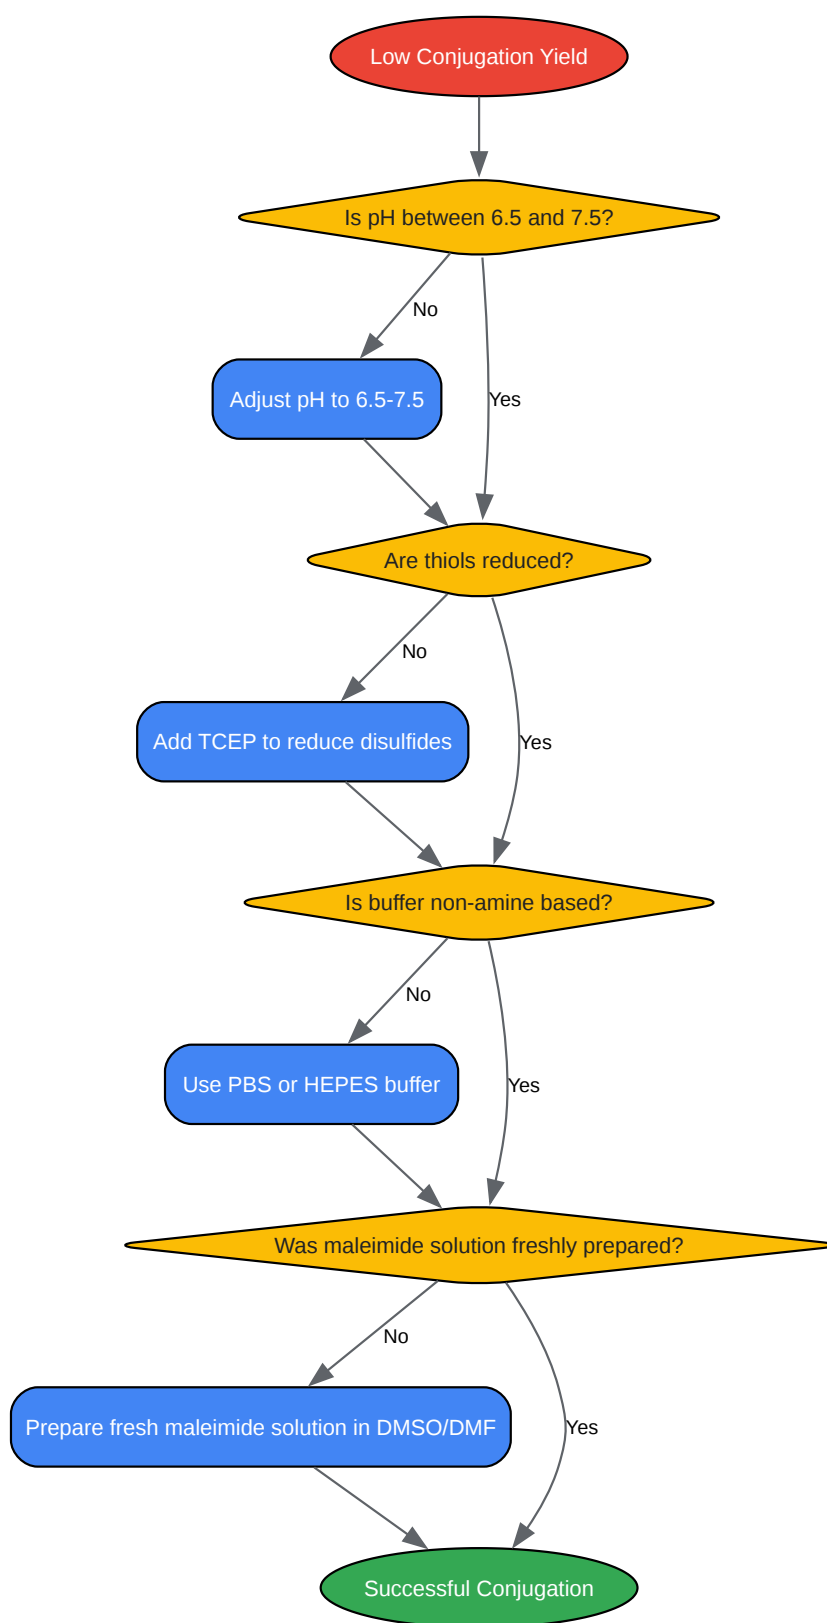 Low Conjugation Yield
Is pH between 6.5 and 7.5?
No
Adjust pH to 6.5-7.5
Yes
Are thiols reduced?
No
Add TCEP to reduce disulfides
Yes
Is buffer non-amine based?
No
Use PBS or HEPES buffer
Yes
Was maleimide solution freshly prepared?
No
Prepare fresh maleimide solution in DMSO/DMF
Yes
Successful Conjugation